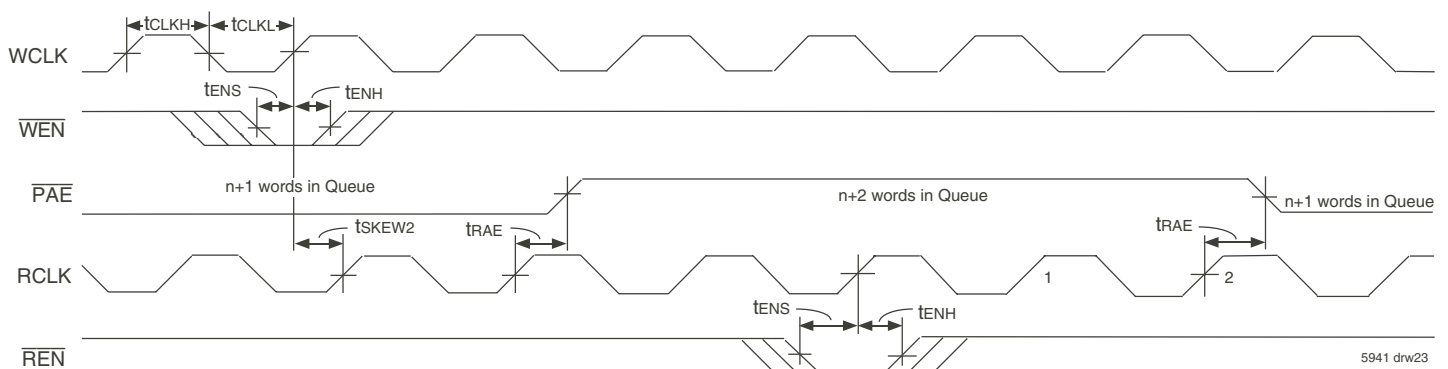 tCLKH tCLKL
WCLK
tENS tENH
WEN
n+1 words in Queue
PAE
n+2 words in Queue
n+1 words in Queue
tSKEW2
tRAE
tRAE
RCLK
1
2
tENS
tENH
REN
5941 drw23